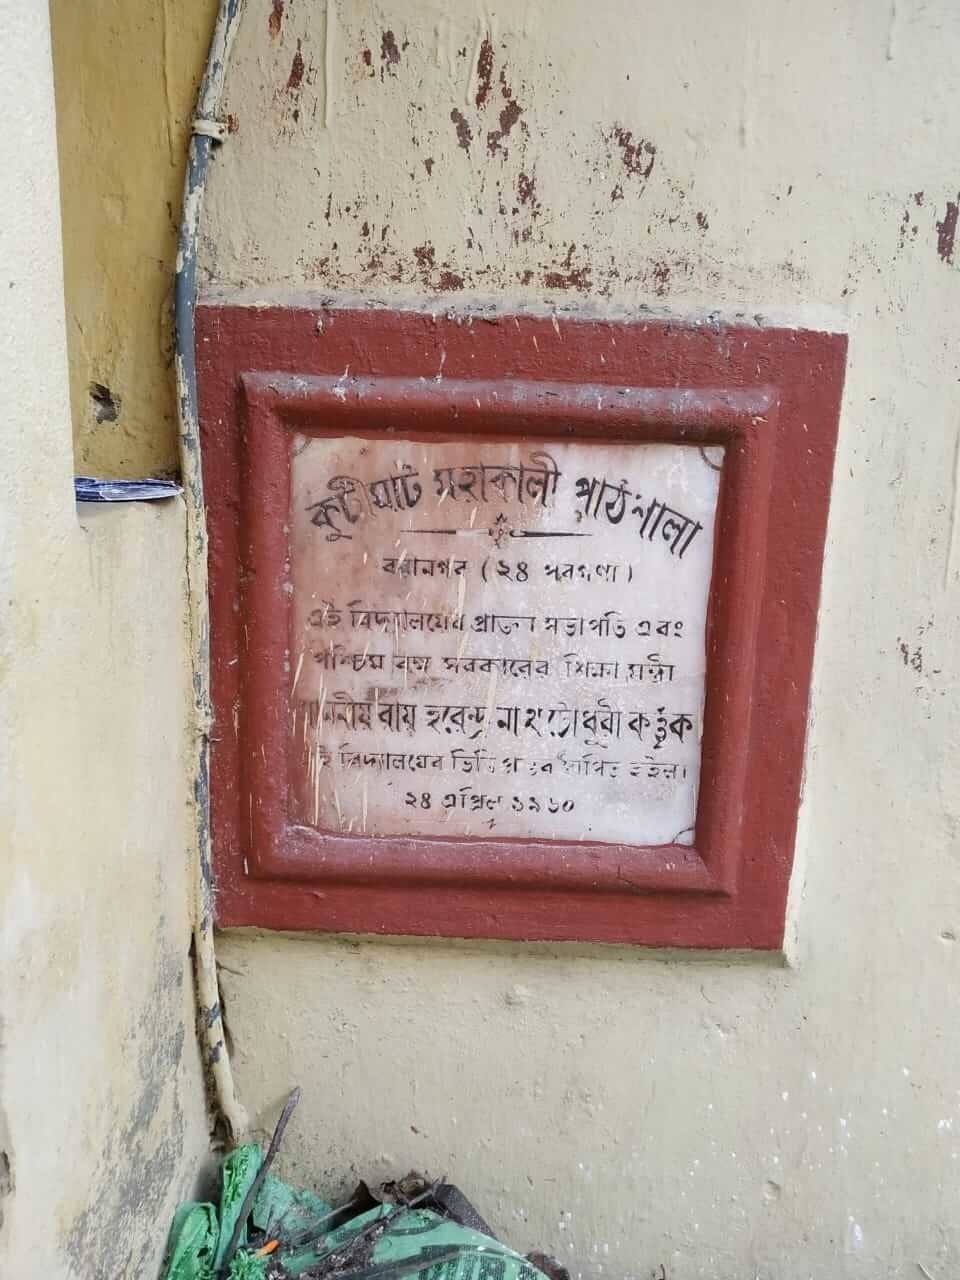 কুটীঘাট মহাকালী পাঠশালা
বরানগর (২৪ পরগণা)
এই বিদ্যালয়ের প্রাক্তন সভাপতি এবং
পশ্চিম বঙ্গ সরকারের শিক্ষা মন্ত্রী
মাননীয় রায় হরেন্দ্র নাথ চৌধুরী কর্ত্তৃক
এই বিদ্যালয়ের ভিত্তি প্রস্তর স্থাপিত হইল।
২৪ এপ্রিল ১৯৬০